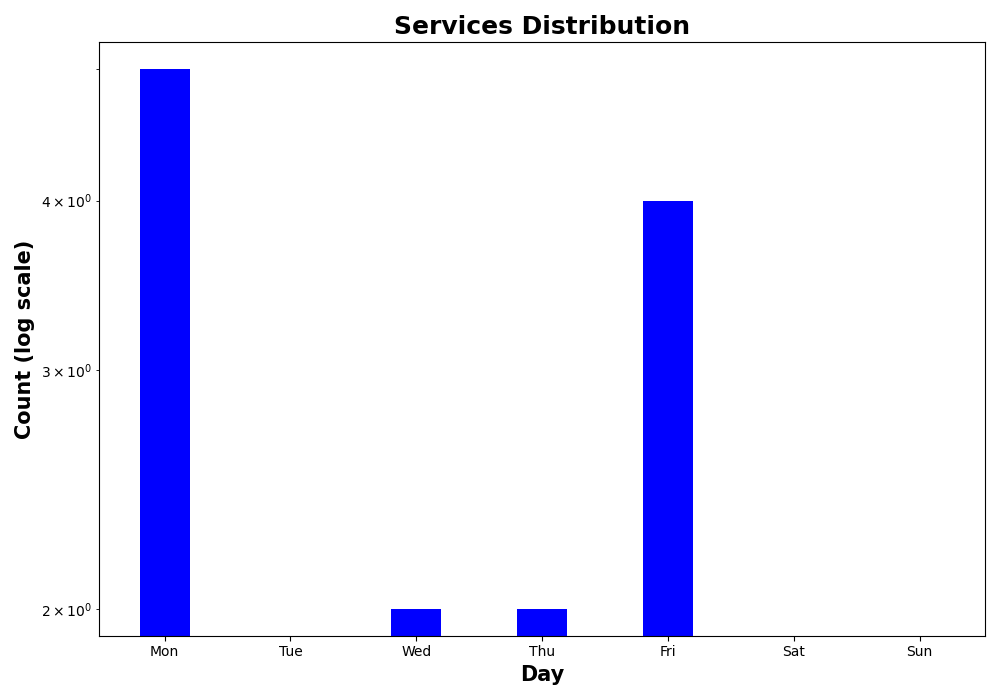 Services Distribution
Count (log scale)
4 × 10⁰
3 × 10⁰
2 × 10⁰
Mon Tue Wed Thu Fri Sat Sun
Day